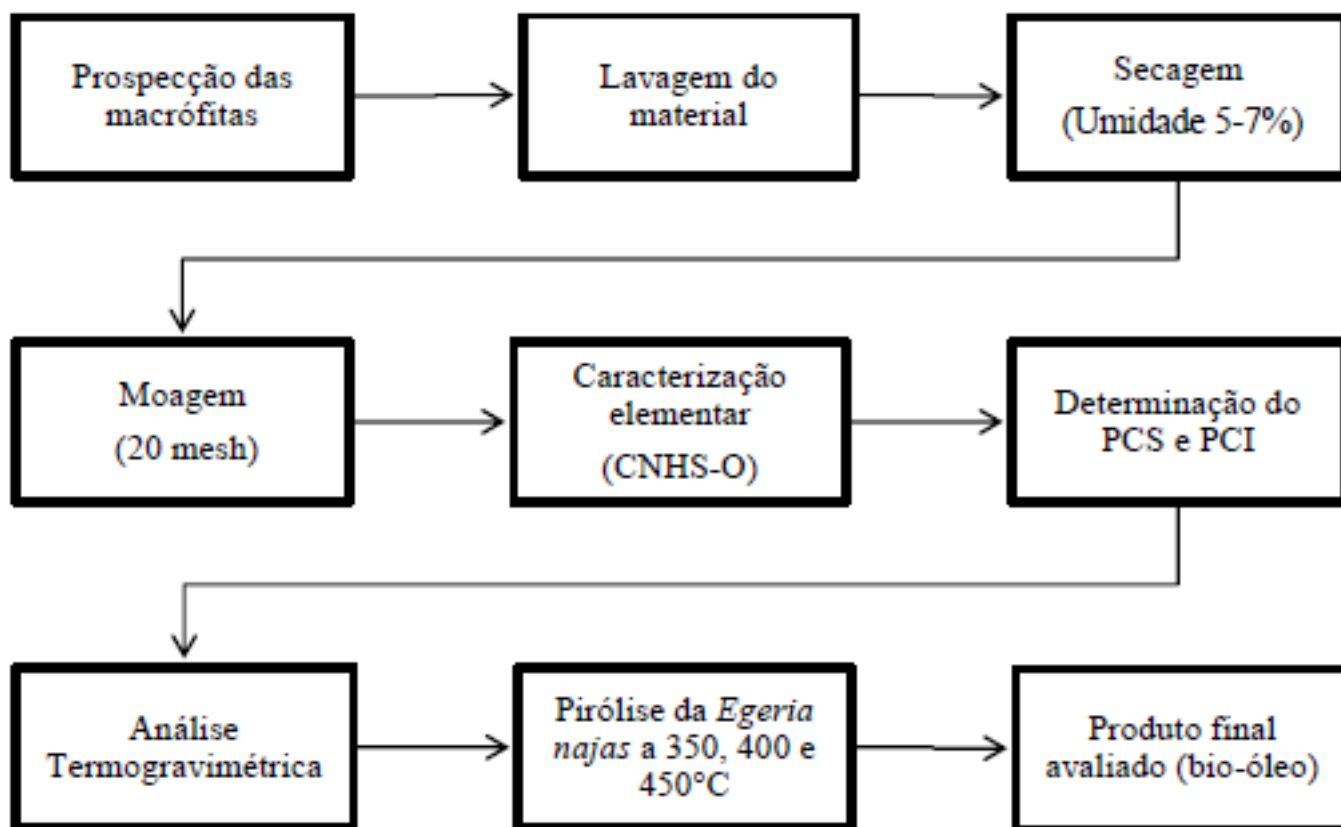 Prospecção das
macrófitas
Lavagem do
material
Secagem
(Umidade 5-7%)
Moagem
(20 mesh)
Caracterização
elementar
(CNHS-O)
Determinação do
PCS e PCI
Análise
Termogravimétrica
Pirólise da Egeria
najas a 350, 400 e
450°C
Produto final
avaliado (bio-óleo)